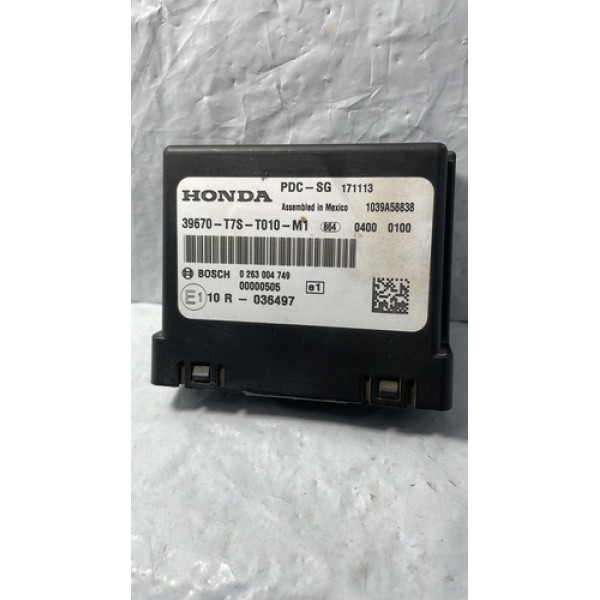 HONDA PDC-SG 171113
Assembled in Mexico 1039A58838
39670-T7S-T010-M1 864 0400 0100
BOSCH 0 263 004 749
00000505 e1
E1 10 R - 036497